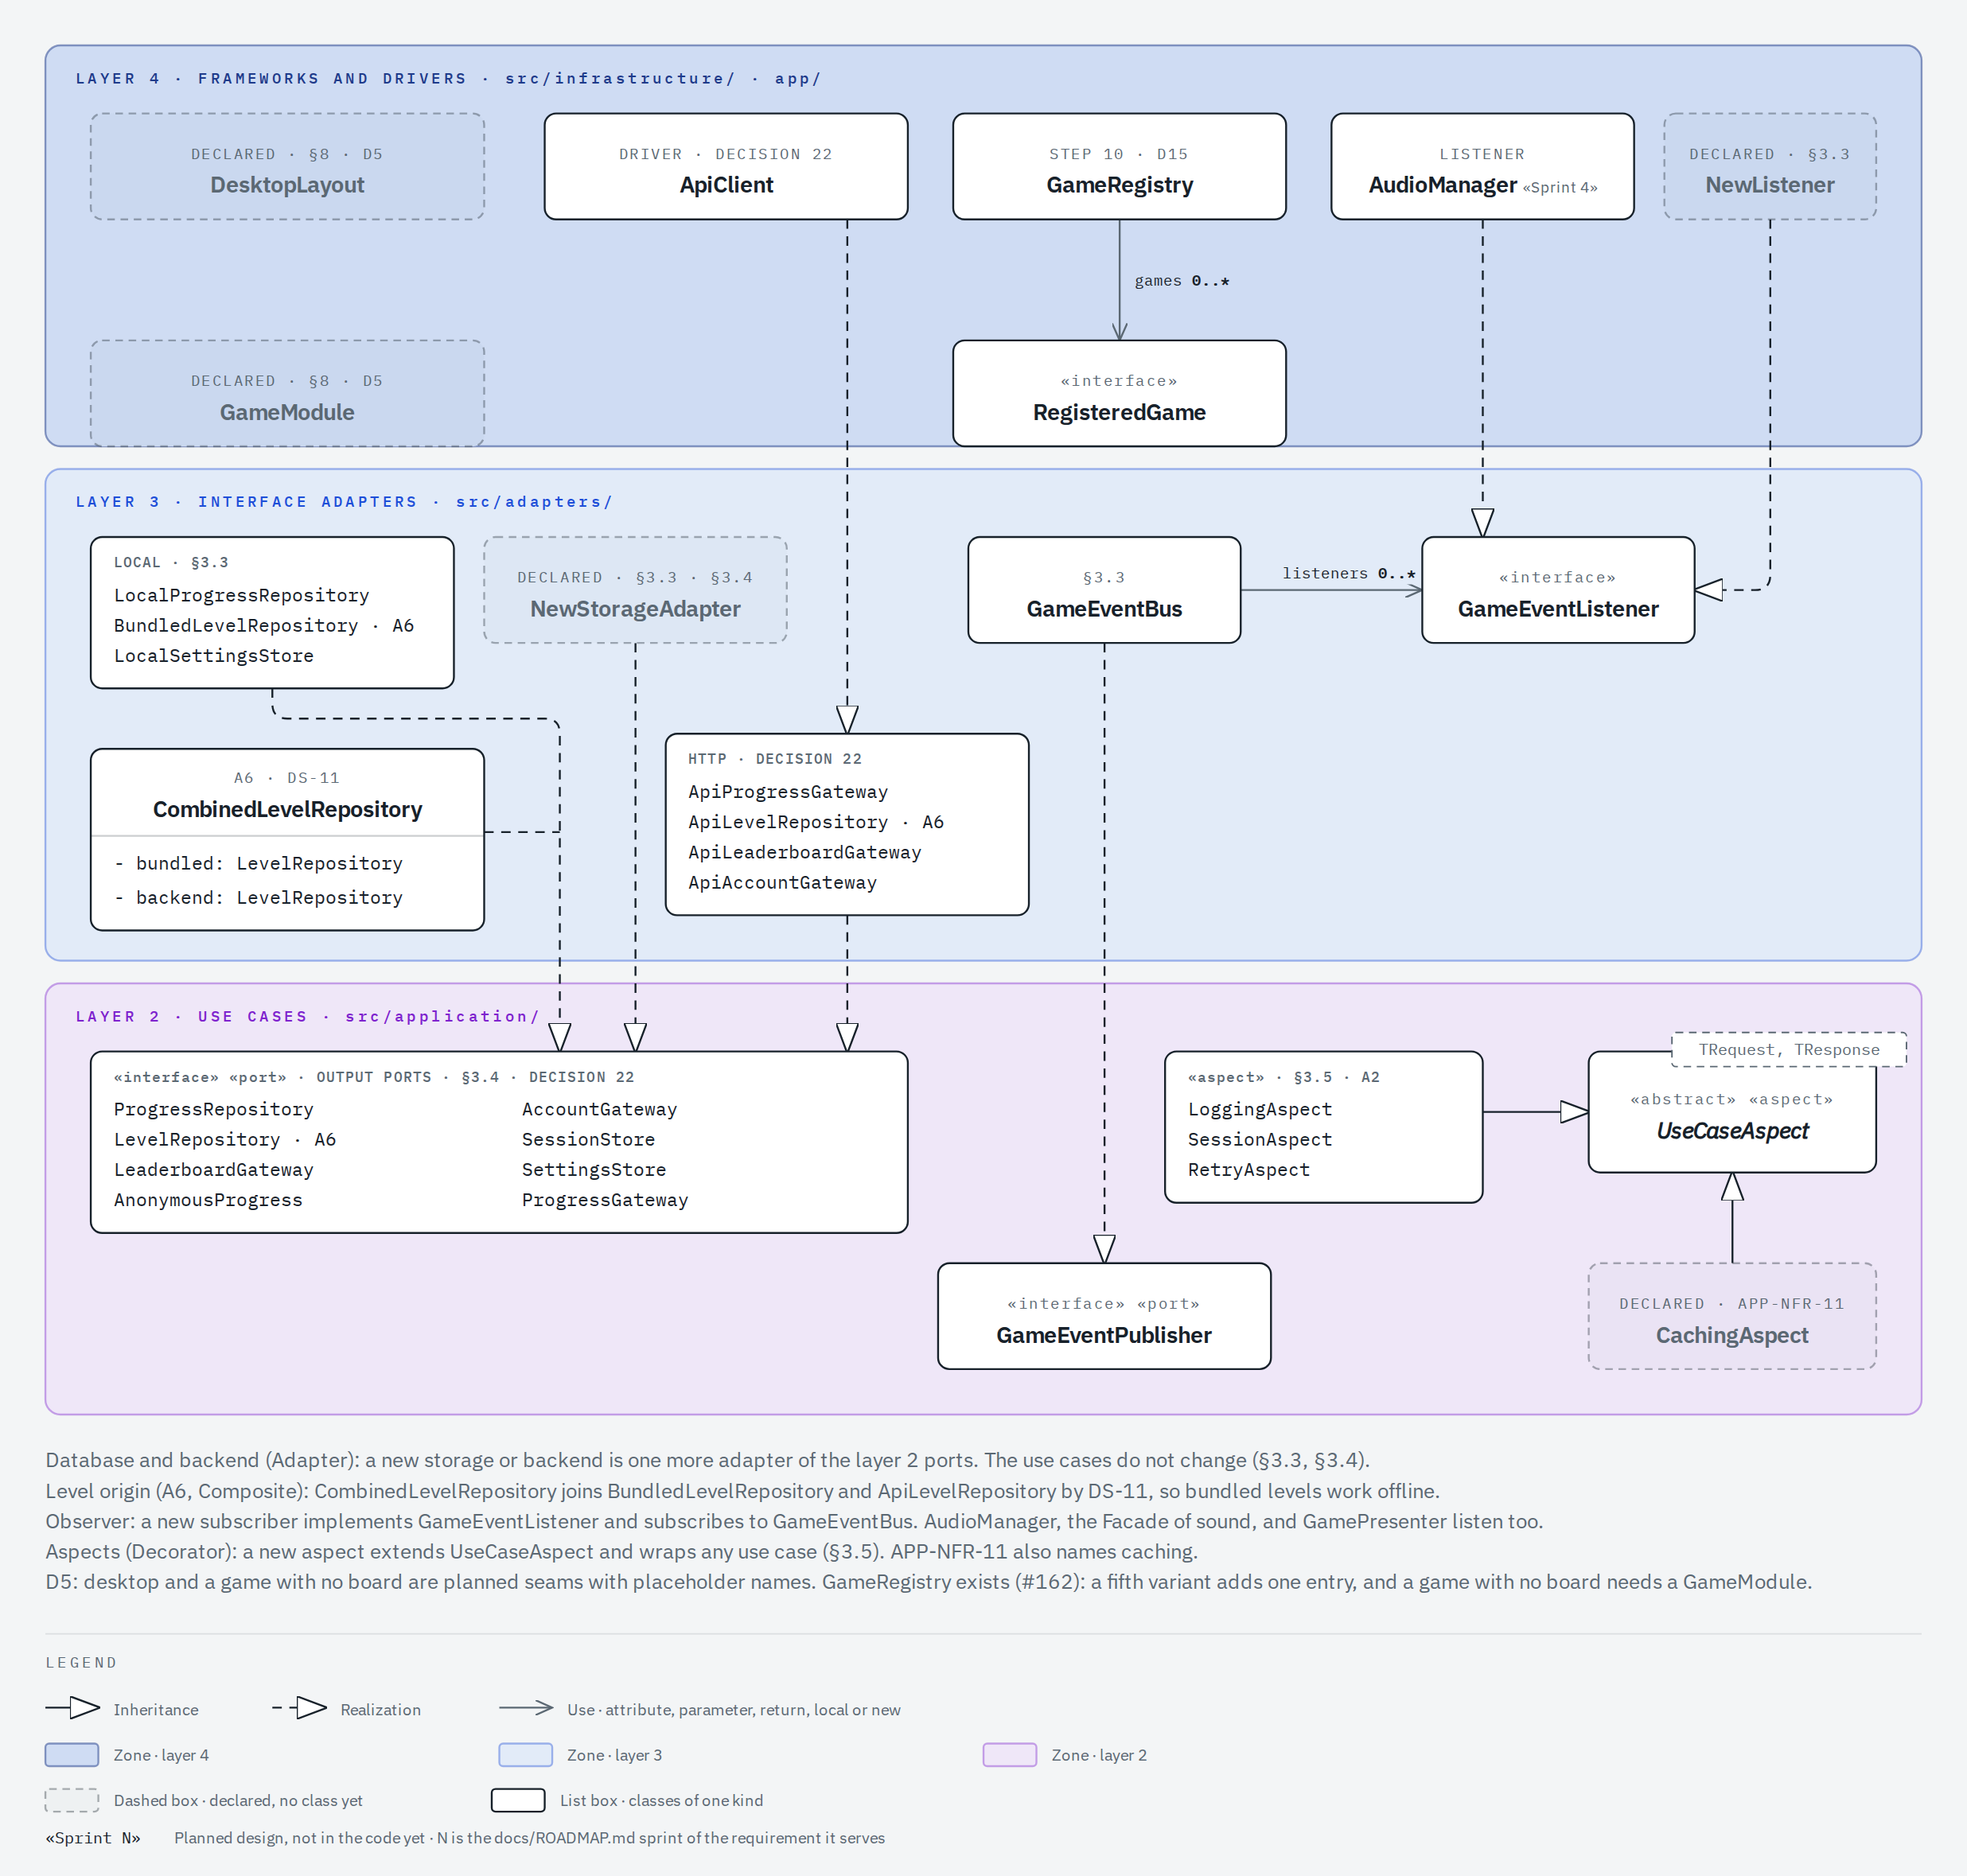 LAYER 4 · FRAMEWORKS AND DRIVERS · src/infrastructure/ · app/
DECLARED · §8 · D5
DesktopLayout
DRIVER · DECISION 22
ApiClient
STEP 10 · D15
GameRegistry
LISTENER
AudioManager «Sprint 4»
DECLARED · §3.3
NewListener
games 0..*
DECLARED · §8 · D5
GameModule
«interface»
RegisteredGame
LAYER 3 · INTERFACE ADAPTERS · src/adapters/
LOCAL · §3.3
LocalProgressRepository
BundledLevelRepository · A6
LocalSettingsStore
DECLARED · §3.3 · §3.4
NewStorageAdapter
§3.3
GameEventBus
listeners 0..*
«interface»
GameEventListener
A6 · DS-11
CombinedLevelRepository
- bundled: LevelRepository
- backend: LevelRepository
HTTP · DECISION 22
ApiProgressGateway
ApiLevelRepository · A6
ApiLeaderboardGateway
ApiAccountGateway
LAYER 2 · USE CASES · src/application/
«interface» «port» · OUTPUT PORTS · §3.4 · DECISION 22
ProgressRepository
LevelRepository · A6
LeaderboardGateway
AnonymousProgress
AccountGateway
SessionStore
SettingsStore
ProgressGateway
«aspect» · §3.5 · A2
LoggingAspect
SessionAspect
RetryAspect
TRequest, TResponse
«abstract» «aspect»
UseCaseAspect
«interface» «port»
GameEventPublisher
DECLARED · APP-NFR-11
CachingAspect
Database and backend (Adapter): a new storage or backend is one more adapter of the layer 2 ports. The use cases do not change (§3.3, §3.4).
Level origin (A6, Composite): CombinedLevelRepository joins BundledLevelRepository and ApiLevelRepository by DS-11, so bundled levels work offline.
Observer: a new subscriber implements GameEventListener and subscribes to GameEventBus. AudioManager, the Facade of sound, and GamePresenter listen too.
Aspects (Decorator): a new aspect extends UseCaseAspect and wraps any use case (§3.5). APP-NFR-11 also names caching.
D5: desktop and a game with no board are planned seams with placeholder names. GameRegistry exists (#162): a fifth variant adds one entry, and a game with no board needs a GameModule.
LEGEND
Inheritance
Realization
Use · attribute, parameter, return, local or new
Zone · layer 4
Zone · layer 3
Zone · layer 2
Dashed box · declared, no class yet
List box · classes of one kind
«Sprint N» Planned design, not in the code yet · N is the docs/ROADMAP.md sprint of the requirement it serves